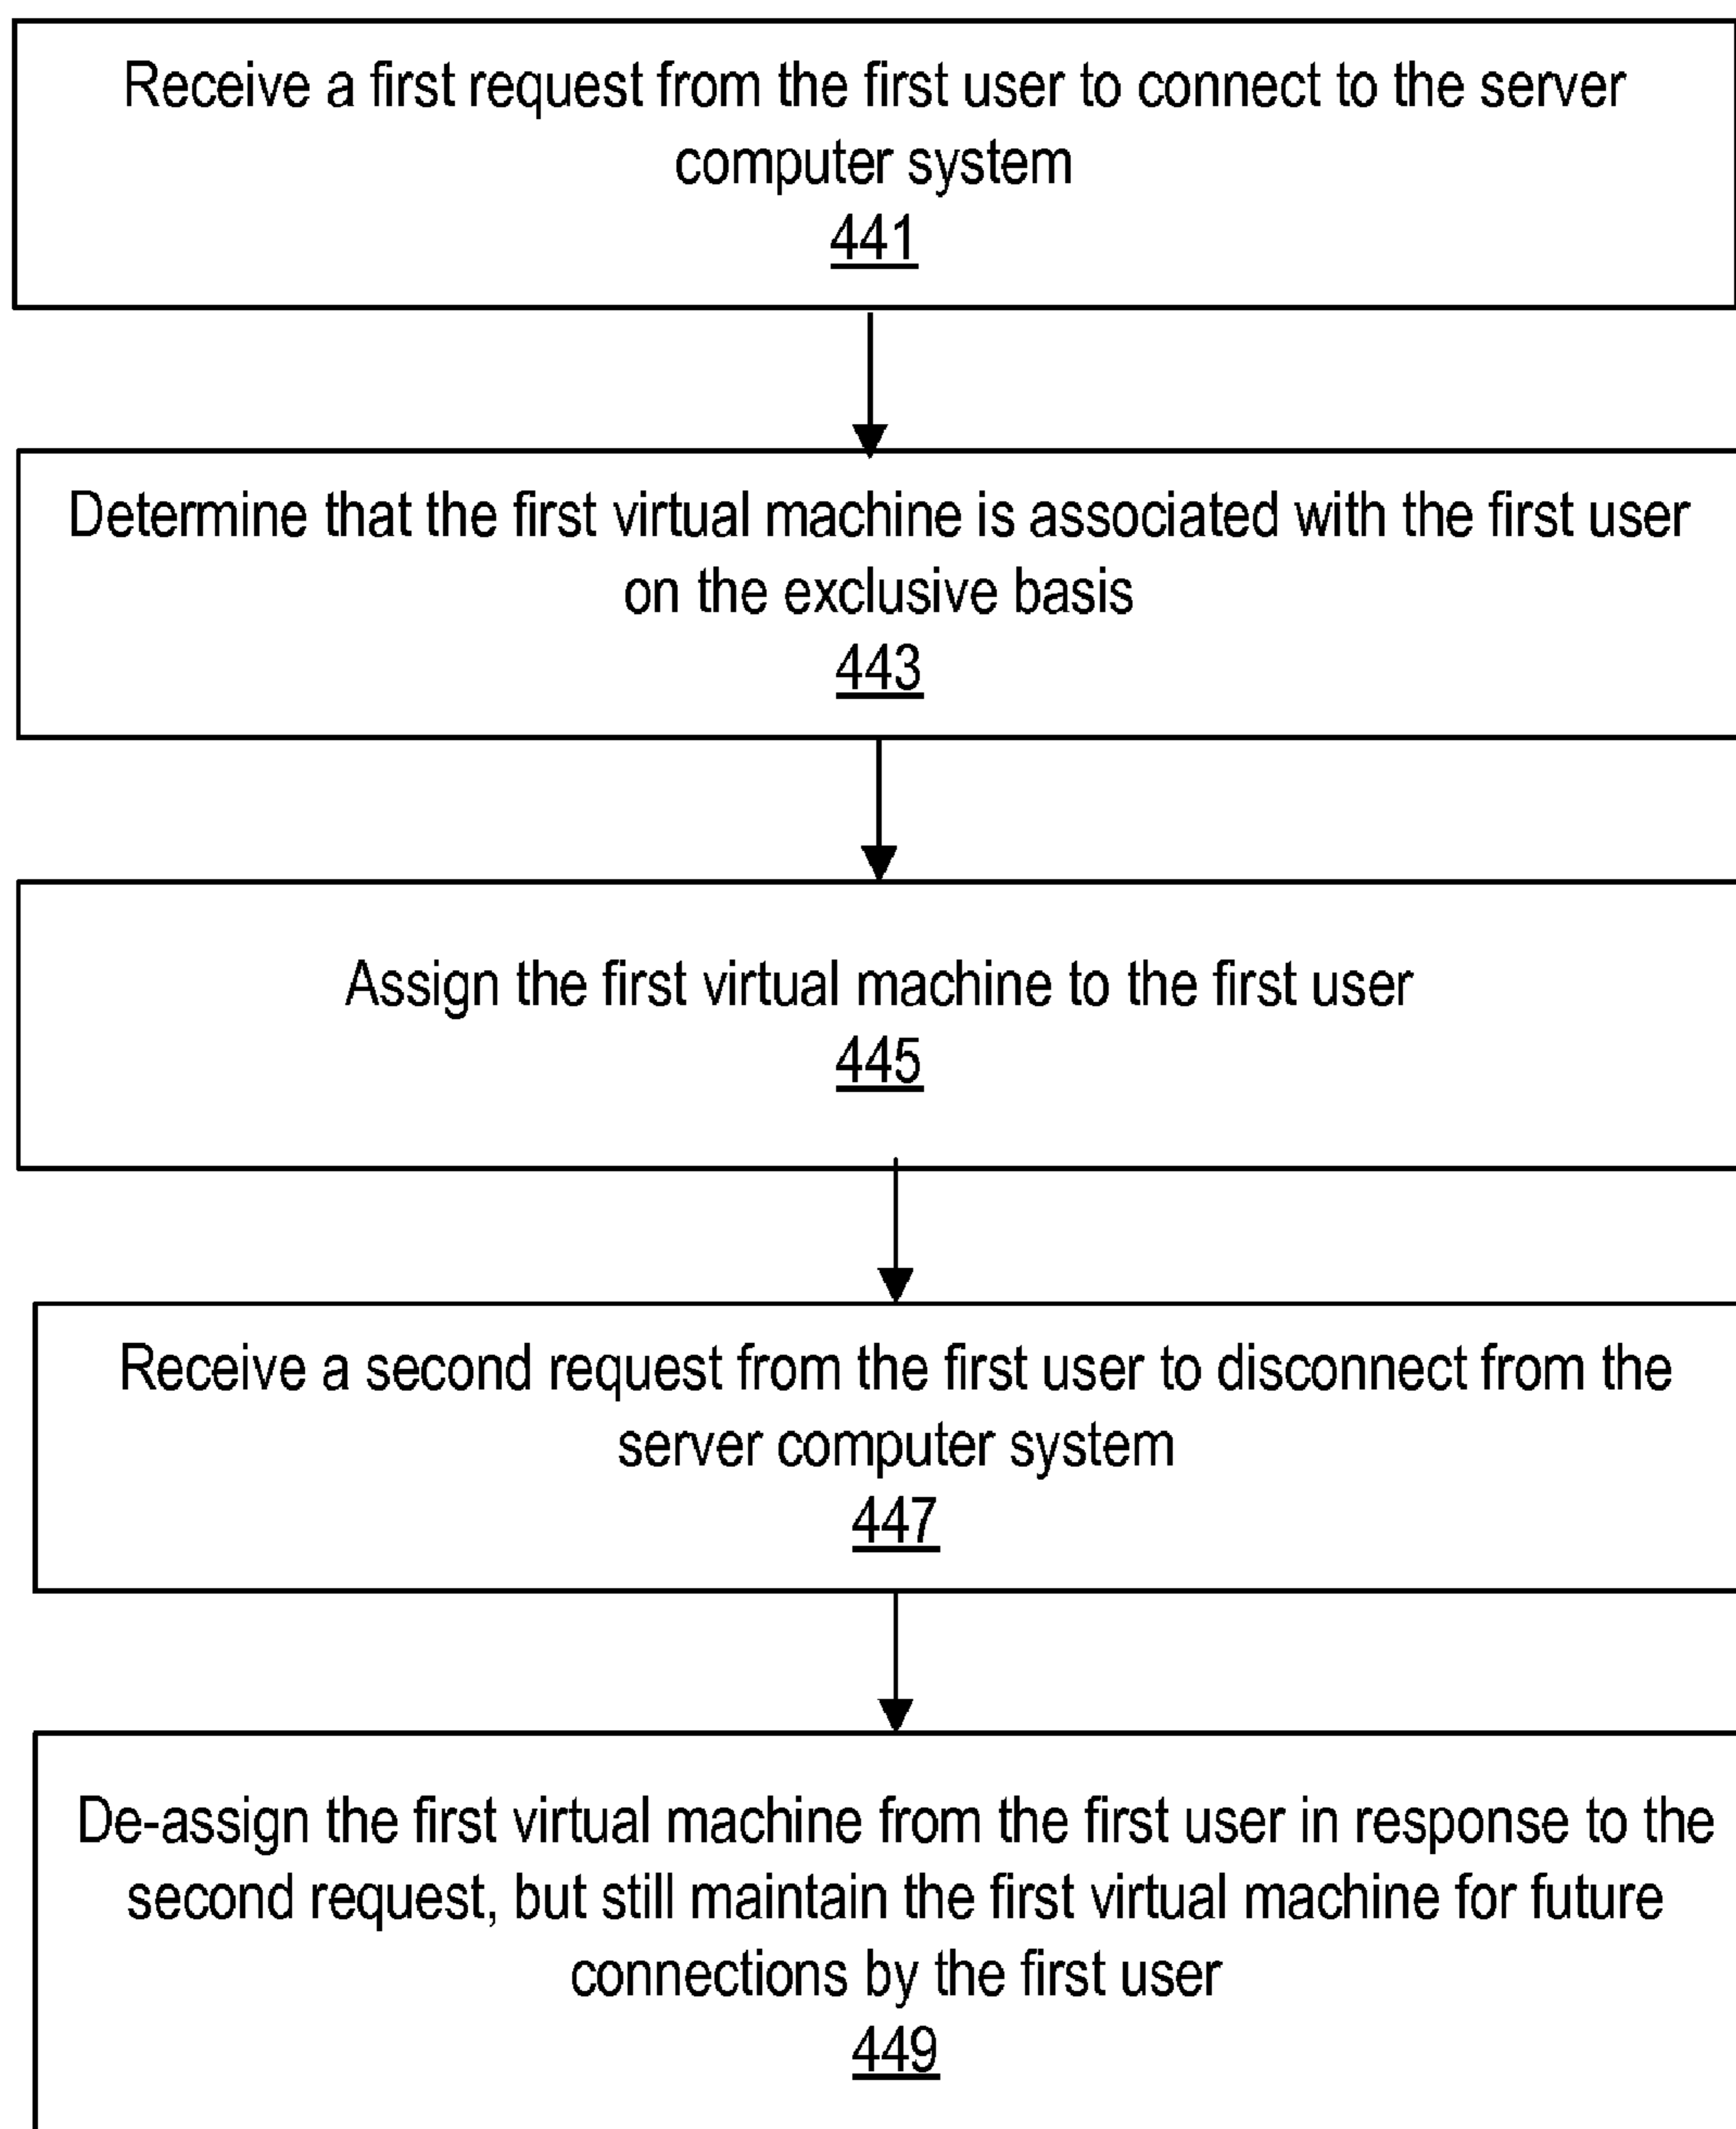 Receive a first request from the first user to connect to the server
computer system
441
Determine that the first virtual machine is associated with the first user
on the exclusive basis
443
Assign the first virtual machine to the first user
445
Receive a second request from the first user to disconnect from the
server computer system
447
De-assign the first virtual machine from the first user in response to the
second request, but still maintain the first virtual machine for future
connections by the first user
449